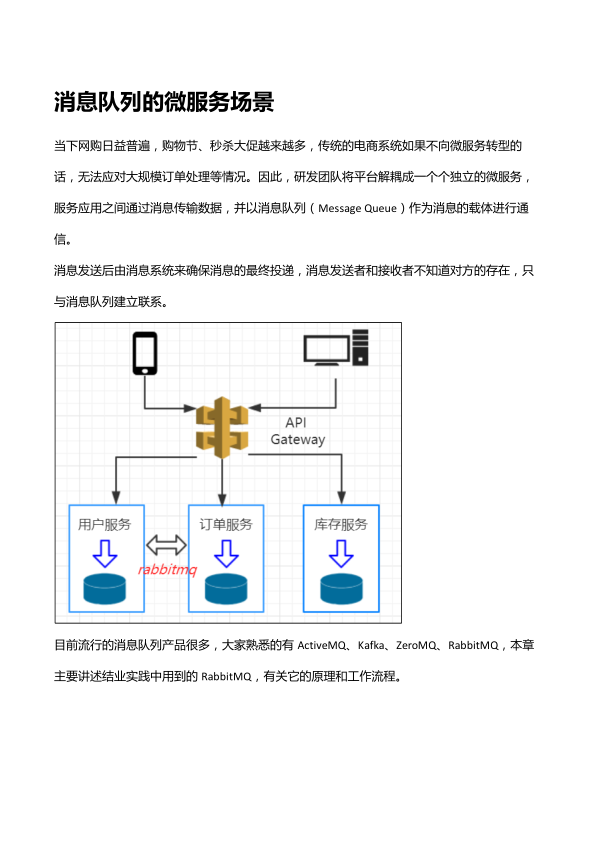 消息队列的微服务场景
当下网购日益普遍，购物节、秒杀大促越来越多，传统的电商系统如果不向微服务转型的
话，无法应对大规模订单处理等情况。因此，研发团队将平台解耦成一个个独立的微服务，
服务应用之间通过消息传输数据，并以消息队列（Message Queue）作为消息的载体进行通
信。
消息发送后由消息系统来确保消息的最终投递，消息发送者和接收者不知道对方的存在，只
与消息队列建立联系。
API
Gateway
用户服务
订单服务
库存服务
rabbitmq
目前流行的消息队列产品很多，大家熟悉的有 ActiveMQ、Kafka、ZeroMQ、RabbitMQ，本章
主要讲述结业实践中用到的 RabbitMQ，有关它的原理和工作流程。